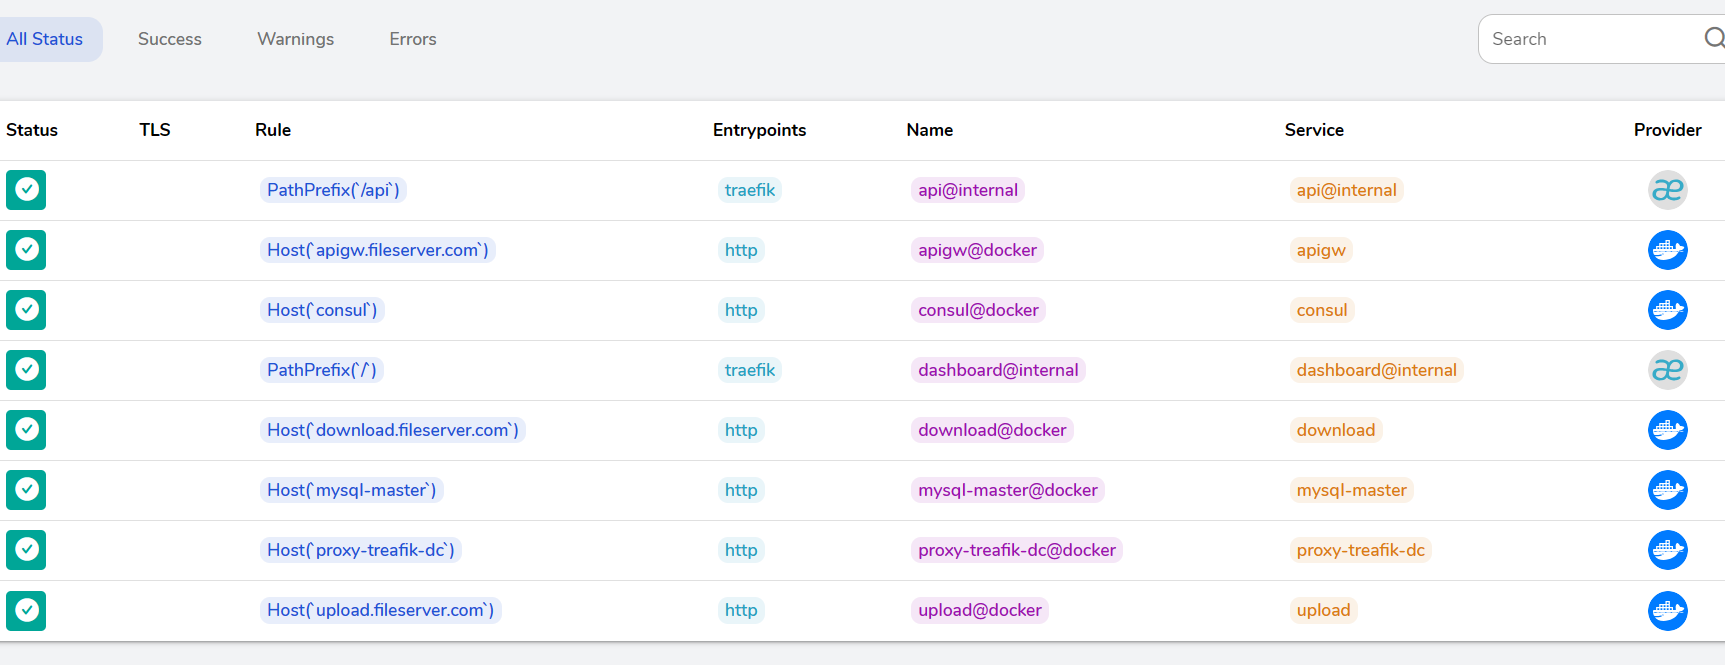 All Status Success Warnings Errors Search
Status TLS Rule Entrypoints Name Service Provider
PathPrefix(`/api`) traefik api@internal api@internal æ
Host(`apigw.fileserver.com`) http apigw@docker apigw
Host(`consul`) http consul@docker consul
PathPrefix(`/`) traefik dashboard@internal dashboard@internal æ
Host(`download.fileserver.com`) http download@docker download
Host(`mysql-master`) http mysql-master@docker mysql-master
Host(`proxy-treafik-dc`) http proxy-treafik-dc@docker proxy-treafik-dc
Host(`upload.fileserver.com`) http upload@docker upload